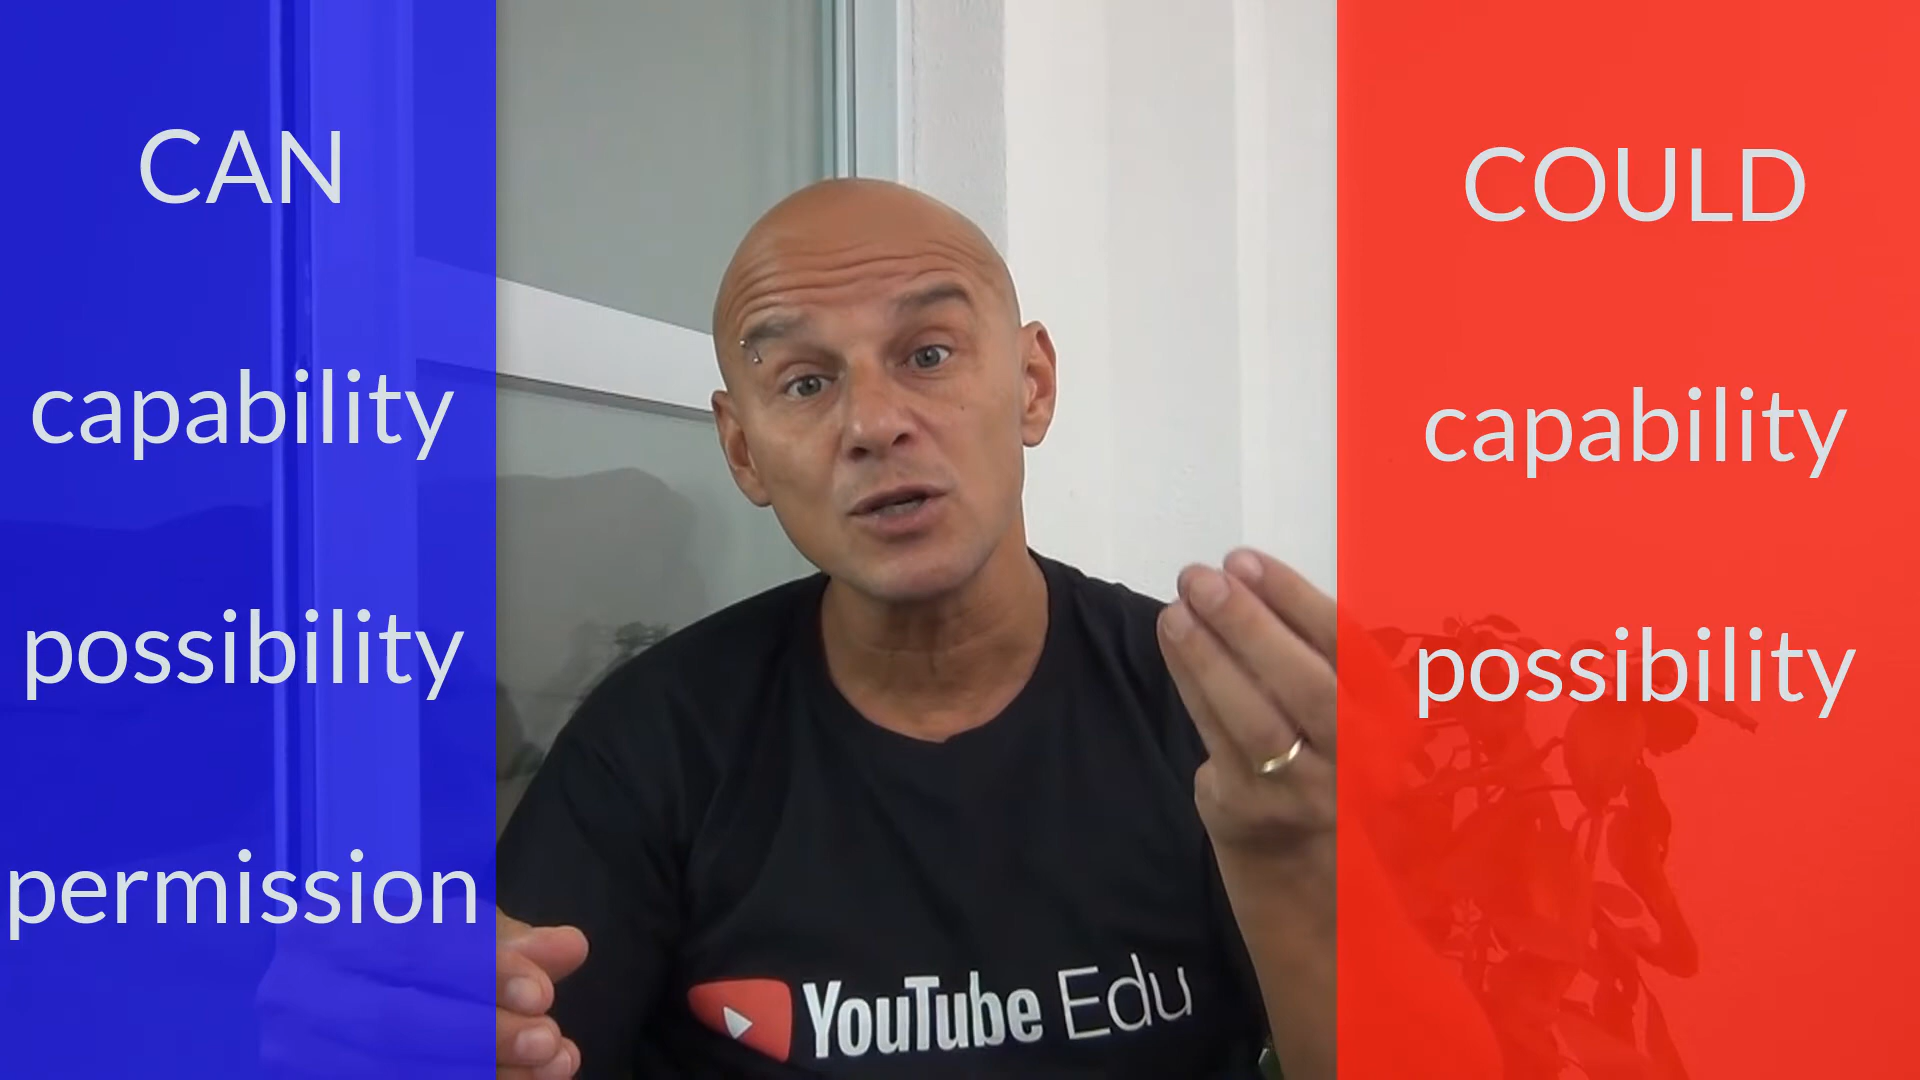 CAN
capability
possibility
permission
COULD
capability
possibility
YouTube Edu